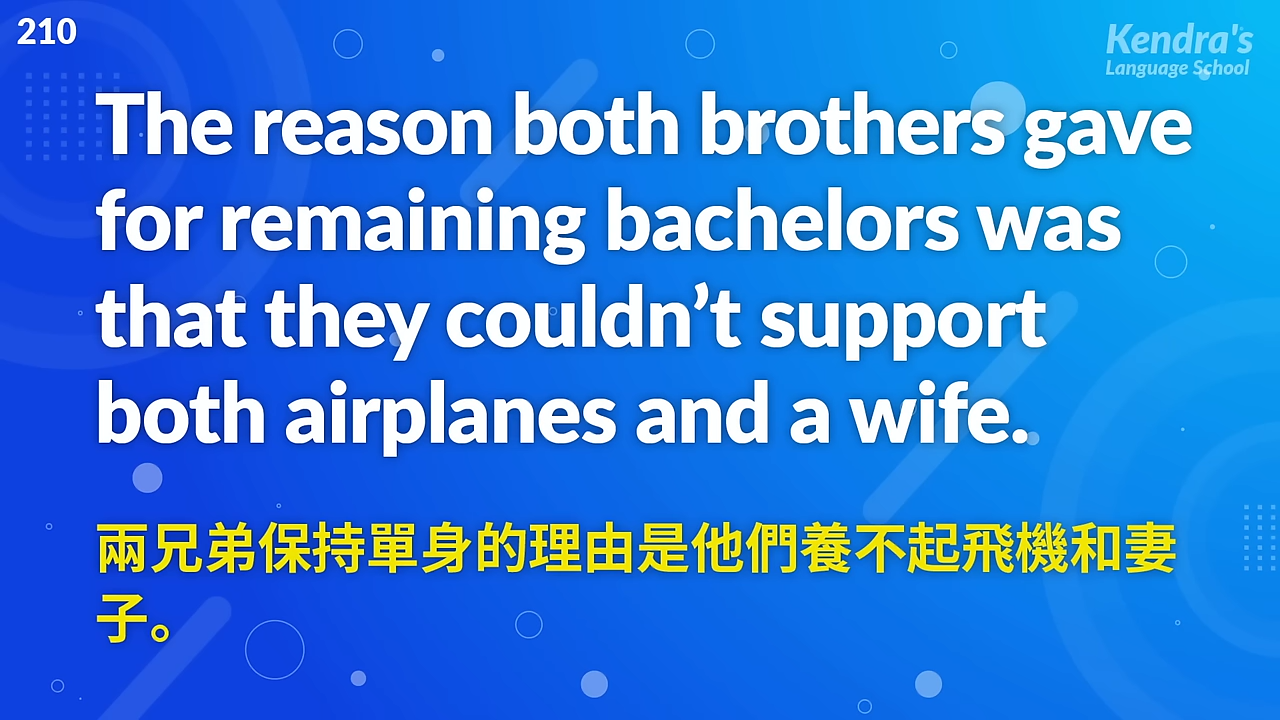 210
Kendra's
Language School
The reason both brothers gave
for remaining bachelors was
that they couldn’t support
both airplanes and a wife.
兩兄弟保持單身的理由是他們養不起飛機和妻
子。